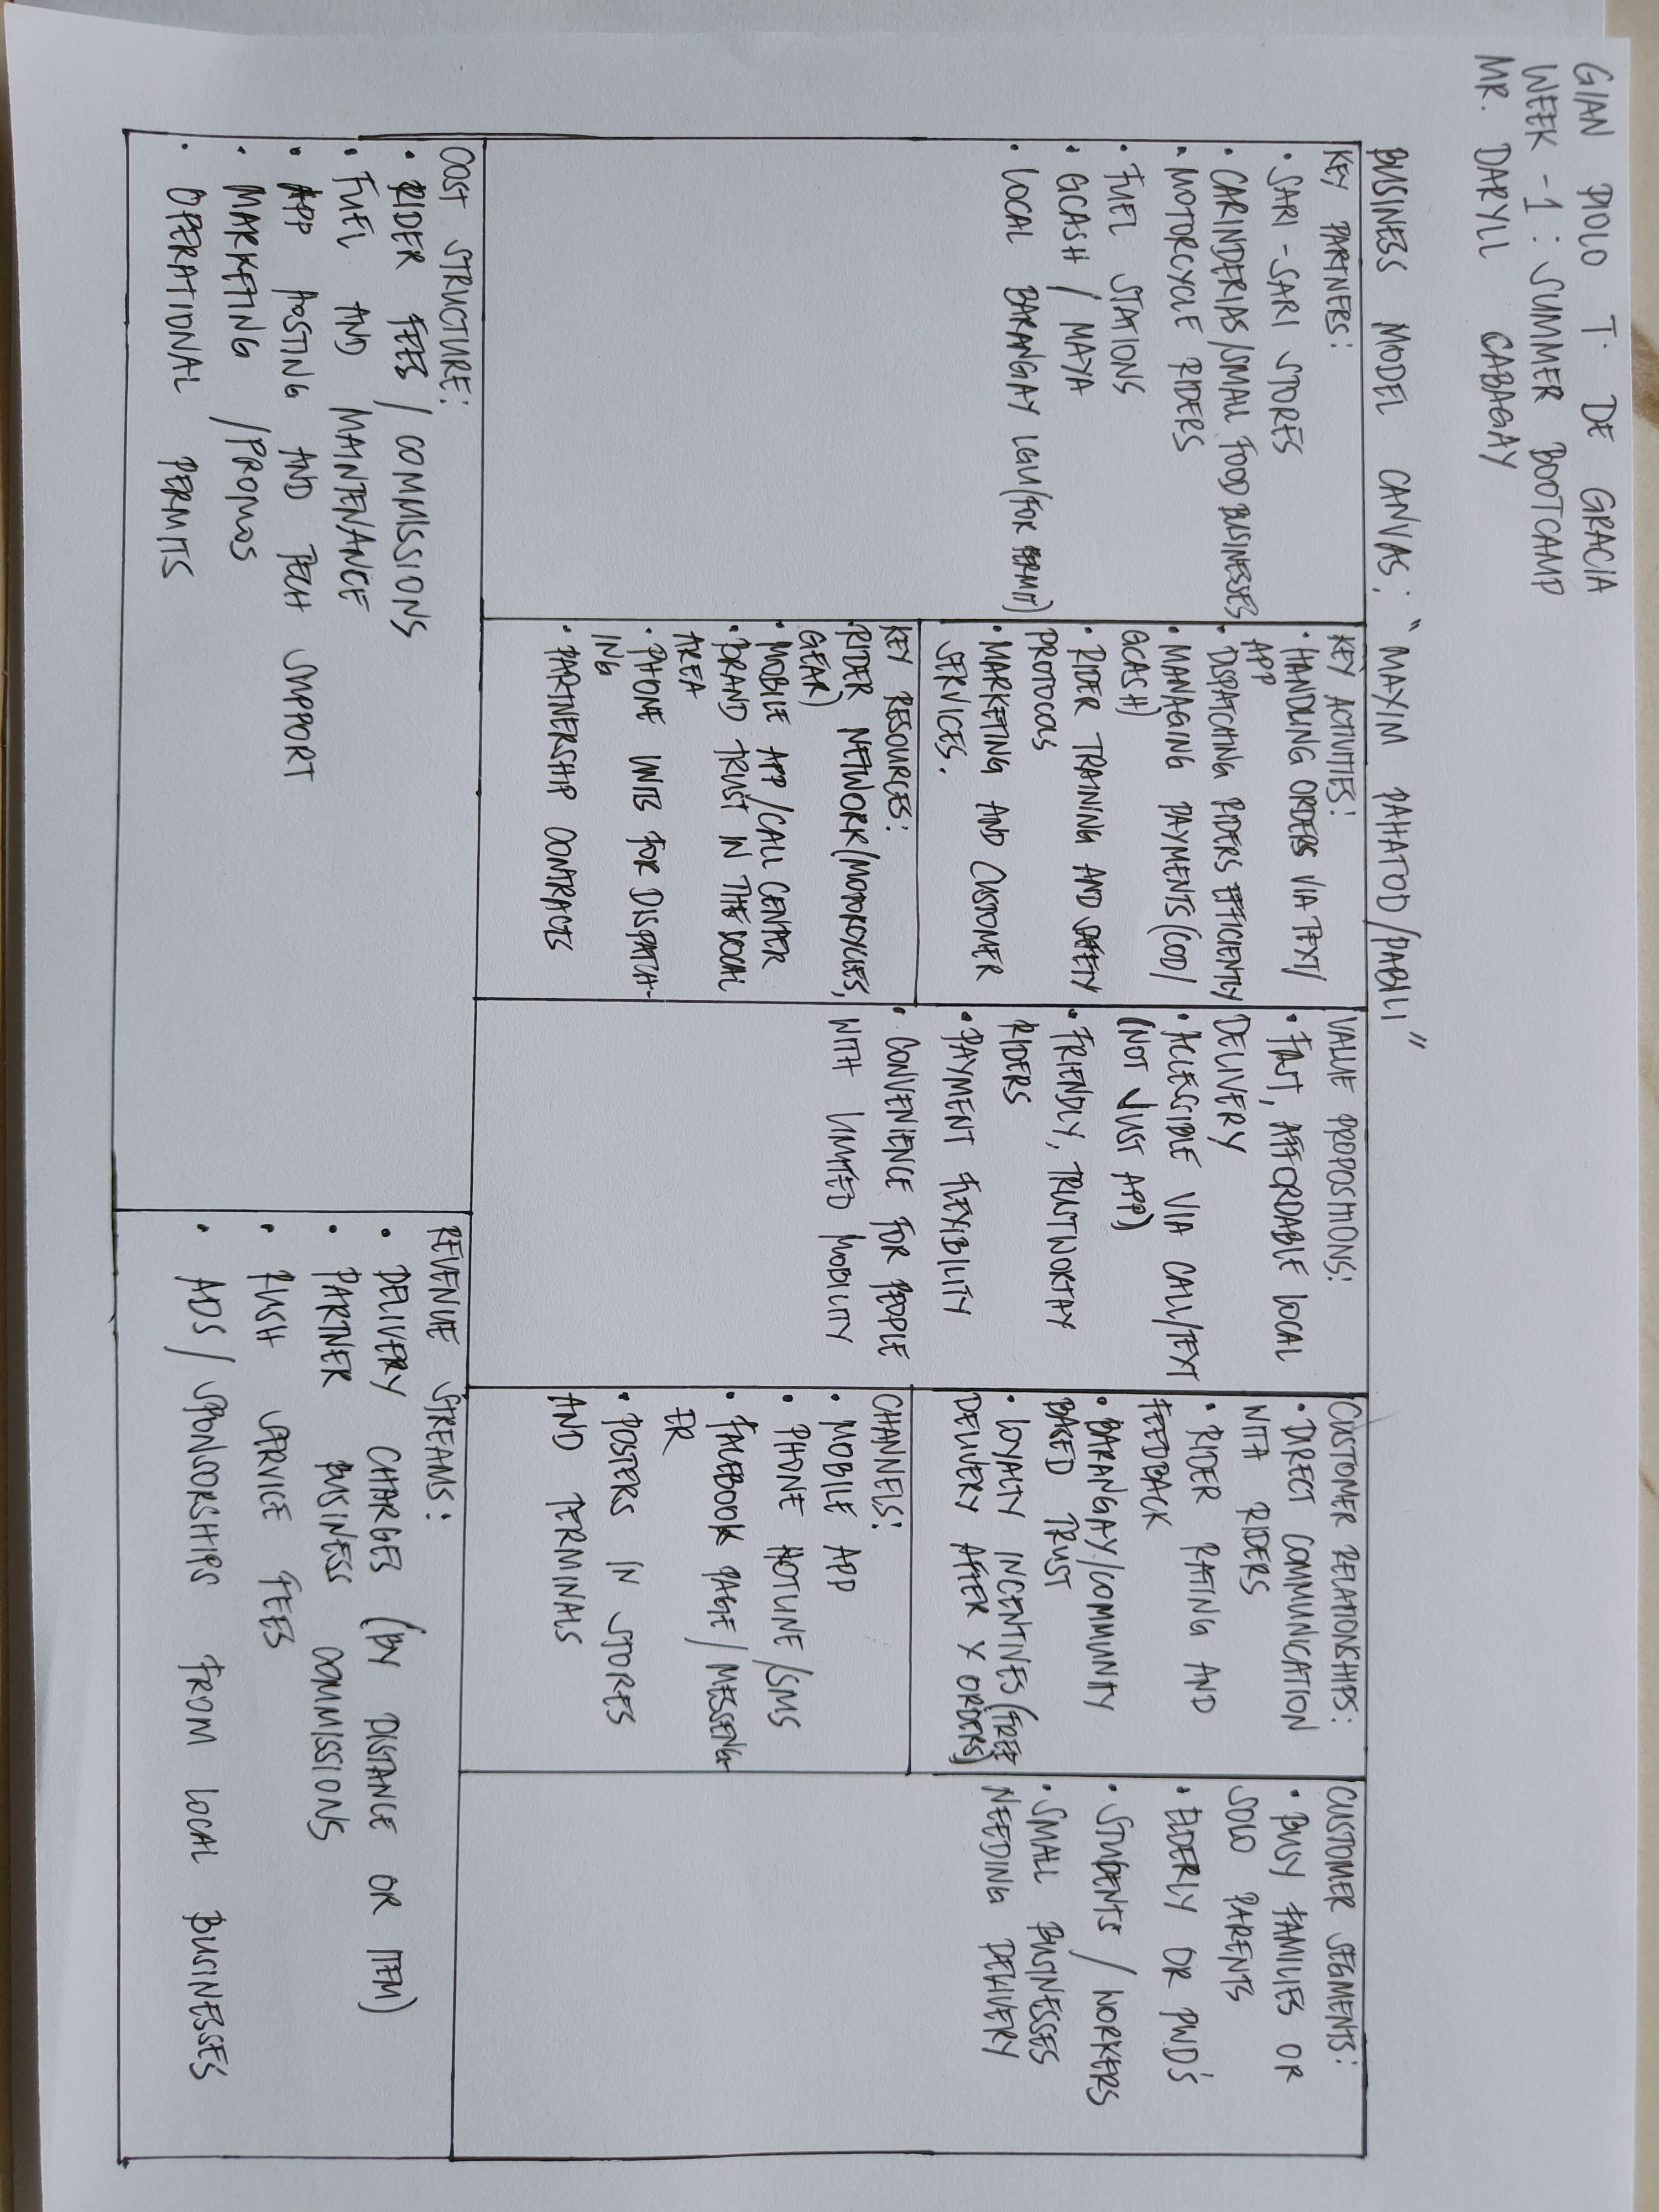 GIAN PIOLO T. DE GRACIA
WEEK -1 : SUMMER BOOTCAMP
MR. DARYLL CABAGAY
BUSINESS MODEL CANVAS: "MAXIM PAHATOD/PABILI"
KEY PARTNERS:
• SARI-SARI STORES
• CARINDERIAS/SMALL FOOD BUSINESSES
• MOTORCYCLE RIDERS
• FUEL STATIONS
• GCASH / MAYA
• LOCAL BARANGAY LGU (FOR PERMIT)
KEY ACTIVITIES:
• HANDLING ORDERS VIA TEXT/
APP
• DISPATCHING RIDERS EFFICIENTLY
• MANAGING PAYMENTS (COD/
GCASH)
• RIDER TRAINING AND SAFETY
PROTOCOLS
• MARKETING AND CUSTOMER
SERVICES.
KEY RESOURCES:
• RIDER NETWORK (MOTORCYCLES,
GEAR)
• MOBILE APP/CALL CENTER
• BRAND TRUST IN THE LOCAL
AREA
• PHONE UNITS FOR DISPATCH-
ING
• PARTNERSHIP CONTRACTS
VALUE PROPOSITIONS:
• FAST, AFFORDABLE LOCAL
DELIVERY
• ACCESSIBLE VIA CALL/TEXT
(NOT JUST APP)
• FRIENDLY, TRUSTWORTHY
RIDERS
• PAYMENT FLEXIBILITY
• CONVENIENCE FOR PEOPLE
WITH LIMITED MOBILITY
CUSTOMER RELATIONSHIPS:
• DIRECT COMMUNICATION
WITH RIDERS
• RIDER RATING AND
FEEDBACK
• BARANGAY/COMMUNITY
BASED TRUST
• LOYALTY INCENTIVES (FREE
DELIVERY AFTER X ORDERS)
CHANNELS:
• MOBILE APP
• PHONE HOTLINE/SMS
• FACEBOOK PAGE/MESSENG-
ER
• POSTERS IN STORES
AND TERMINALS
CUSTOMER SEGMENTS:
• BUSY FAMILIES OR
SOLO PARENTS
• ELDERLY OR PWD'S
• STUDENTS / WORKERS
• SMALL BUSINESSES
NEEDING DELIVERY
COST STRUCTURE:
• RIDER FEES / COMMISSIONS
• FUEL AND MAINTENANCE
• APP HOSTING AND TECH SUPPORT
• MARKETING / PROMOS
• OPERATIONAL PERMITS
REVENUE STREAMS:
• DELIVERY CHARGES (BY DISTANCE OR ITEM)
• PARTNER BUSINESS COMMISSIONS
• RUSH SERVICE FEES
• ADS / SPONSORSHIPS FROM LOCAL BUSINESSES